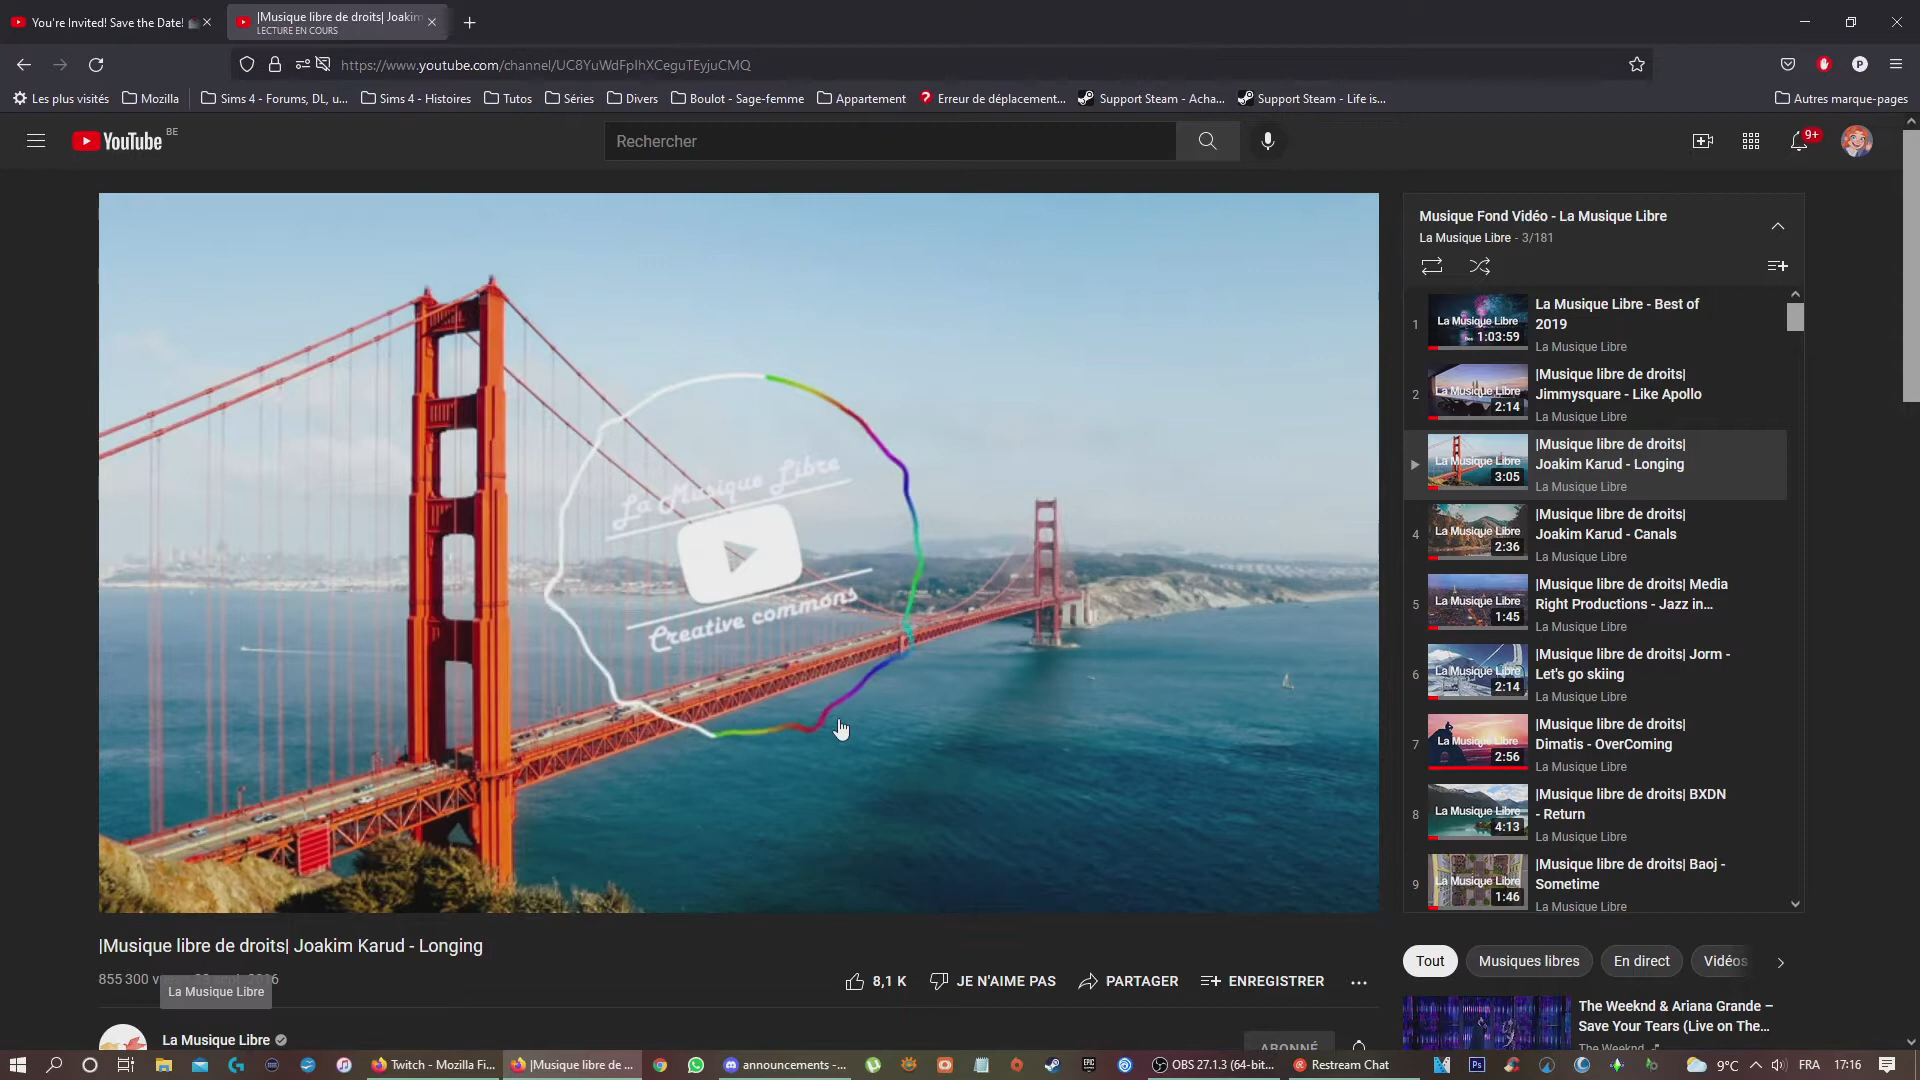 You're Invited! Save the Date!
|Musique libre de droits| Joakim
LECTURE EN COURS
https://www.youtube.com/channel/UC8YuWdFpIhXCeguTEyjuCMQ
Les plus visités
Mozilla
Sims 4 - Forums, DL, u...
Sims 4 - Histoires
Tutos
Séries
Divers
Boulot - Sage-femme
Appartement
Erreur de déplacement...
Support Steam - Acha...
Support Steam - Life is...
Autres marque-pages
YouTube BE
Rechercher
9+
La Musique Libre
Creative commons
Musique Fond Vidéo - La Musique Libre
La Musique Libre - 3/181
1
La Musique Libre
1:03:59
La Musique Libre - Best of
2019
La Musique Libre
2
La Musique Libre
2:14
|Musique libre de droits|
Jimmysquare - Like Apollo
La Musique Libre
La Musique Libre
3:05
|Musique libre de droits|
Joakim Karud - Longing
La Musique Libre
4
La Musique Libre
2:36
|Musique libre de droits|
Joakim Karud - Canals
La Musique Libre
5
La Musique Libre
1:45
|Musique libre de droits| Media
Right Productions - Jazz in...
La Musique Libre
6
La Musique Libre
2:14
|Musique libre de droits| Jorm -
Let's go skiing
La Musique Libre
7
La Musique Libre
2:56
|Musique libre de droits|
Dimatis - OverComing
La Musique Libre
8
La Musique Libre
4:13
|Musique libre de droits| BXDN
- Return
La Musique Libre
9
La Musique Libre
1:46
|Musique libre de droits| Baoj -
Sometime
La Musique Libre
|Musique libre de droits| Joakim Karud - Longing
855 300
La Musique Libre
8,1 K
JE N'AIME PAS
PARTAGER
ENREGISTRER
La Musique Libre
ABONNÉ
Tout
Musiques libres
En direct
Vidéos
The Weeknd & Ariana Grande –
Save Your Tears (Live on The...
The Weeknd
Twitch - Mozilla Fi...
|Musique libre de ...
announcements -...
OBS 27.1.3 (64-bit...
Restream Chat
9°C
FRA
17:16